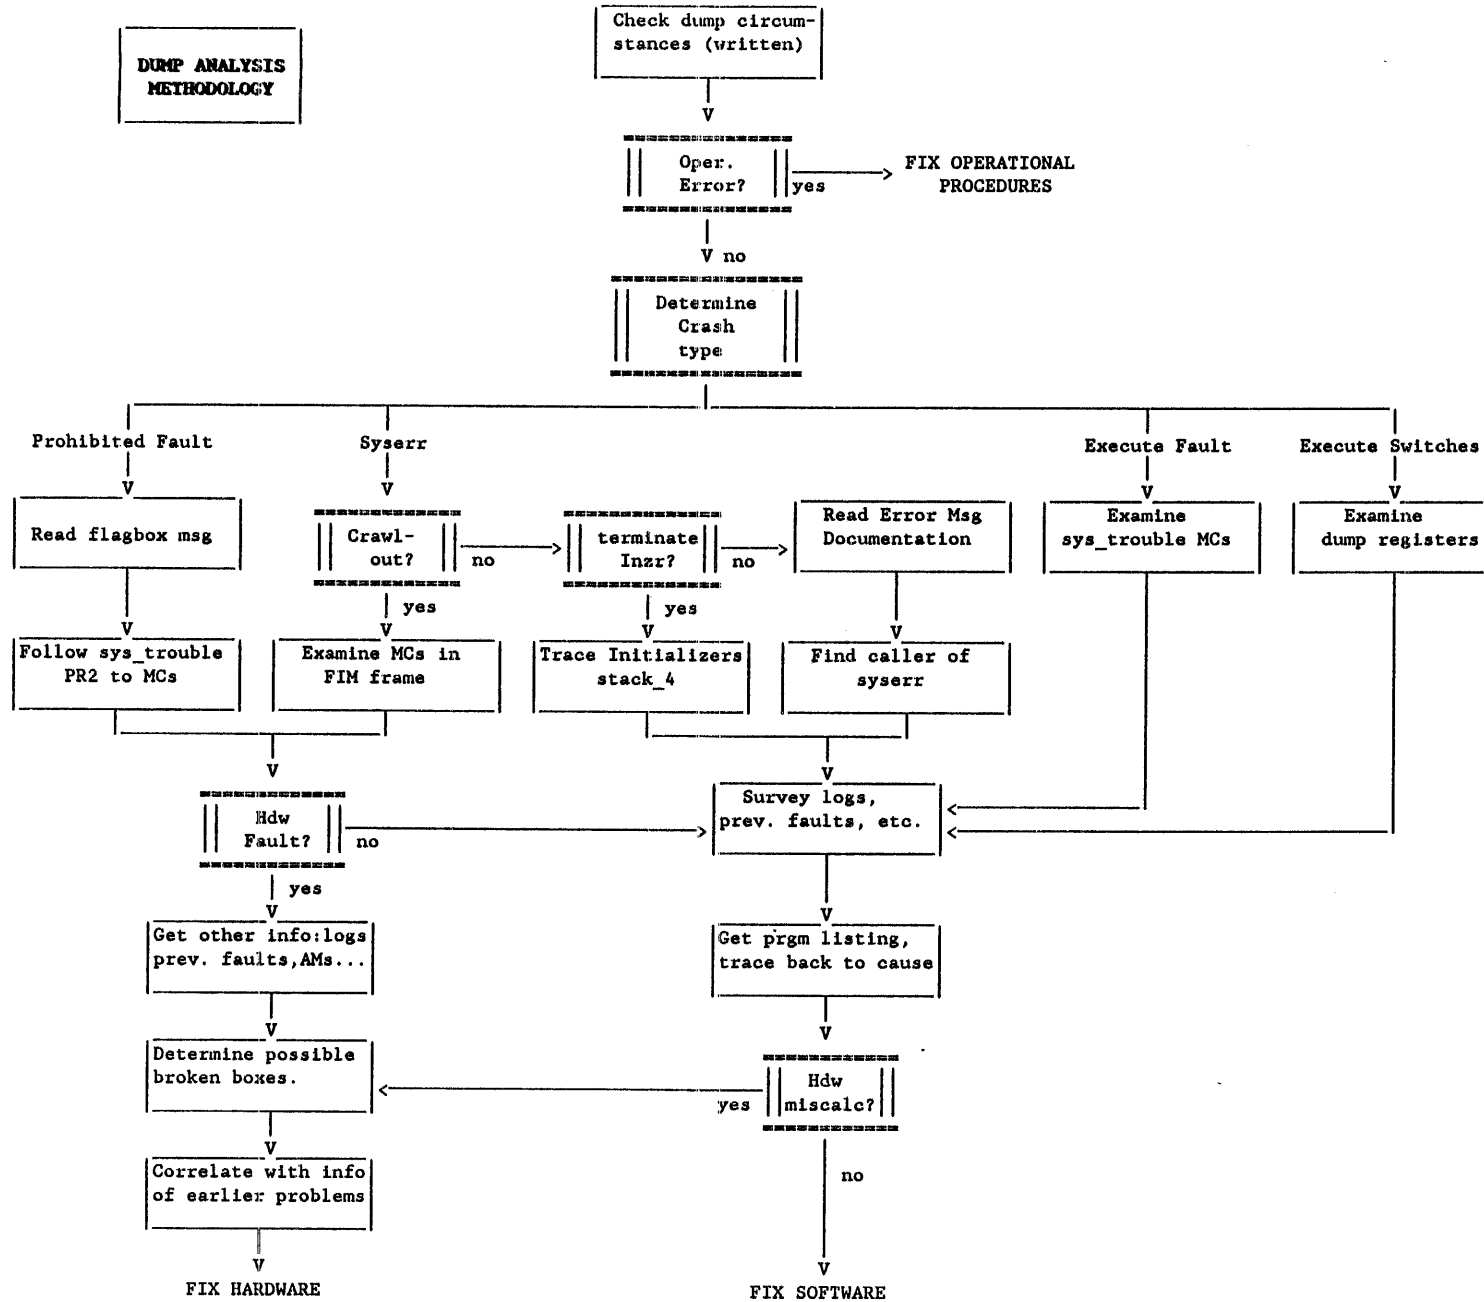 DUMP ANALYSIS
METHODOLOGY
Check dump circum-
stances (written)
V
Oper.
Error?
yes
FIX OPERATIONAL
PROCEDURES
V no
Determine
Crash
type
Prohibited Fault
Syserr
Execute Fault
Execute Switches
V
V
V
V
Read flagbox msg
Crawl-
out?
no
terminate
Inzr?
no
Read Error Msg
Documentation
Examine
sys_trouble MCs
Examine
dump registers
V
yes
V
yes
V
V
Follow sys_trouble
PR2 to MCs
Examine MCs in
FIM frame
Trace Initializers
stack_4
Find caller of
syserr
V
V
Hdw
Fault?
no
Survey logs,
prev. faults, etc.
yes
V
V
Get other info:logs
prev. faults,AMs...
Get prgm listing,
trace back to cause
V
V
Determine possible
broken boxes.
yes
Hdw
miscalc?
V
Correlate with info
of earlier problems
no
V
V
FIX HARDWARE
FIX SOFTWARE